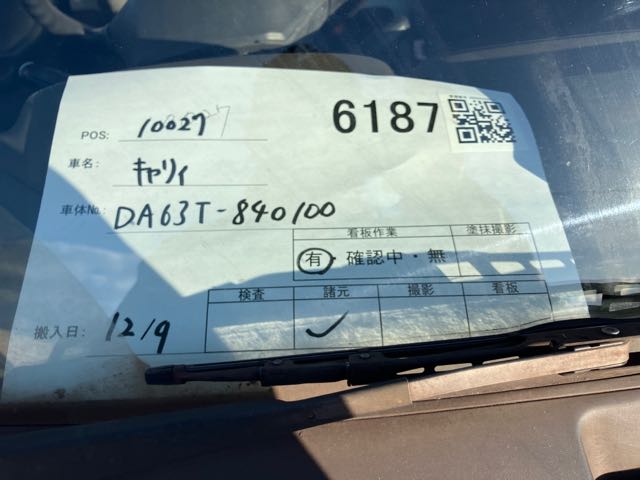 POS: 10027
6187
車名: キャリィ
車体№: DA63T-840100
看板作業 塗抹撮影
有・確認中・無
検査 諸元 撮影 看板
搬入日: 12/9 ✓